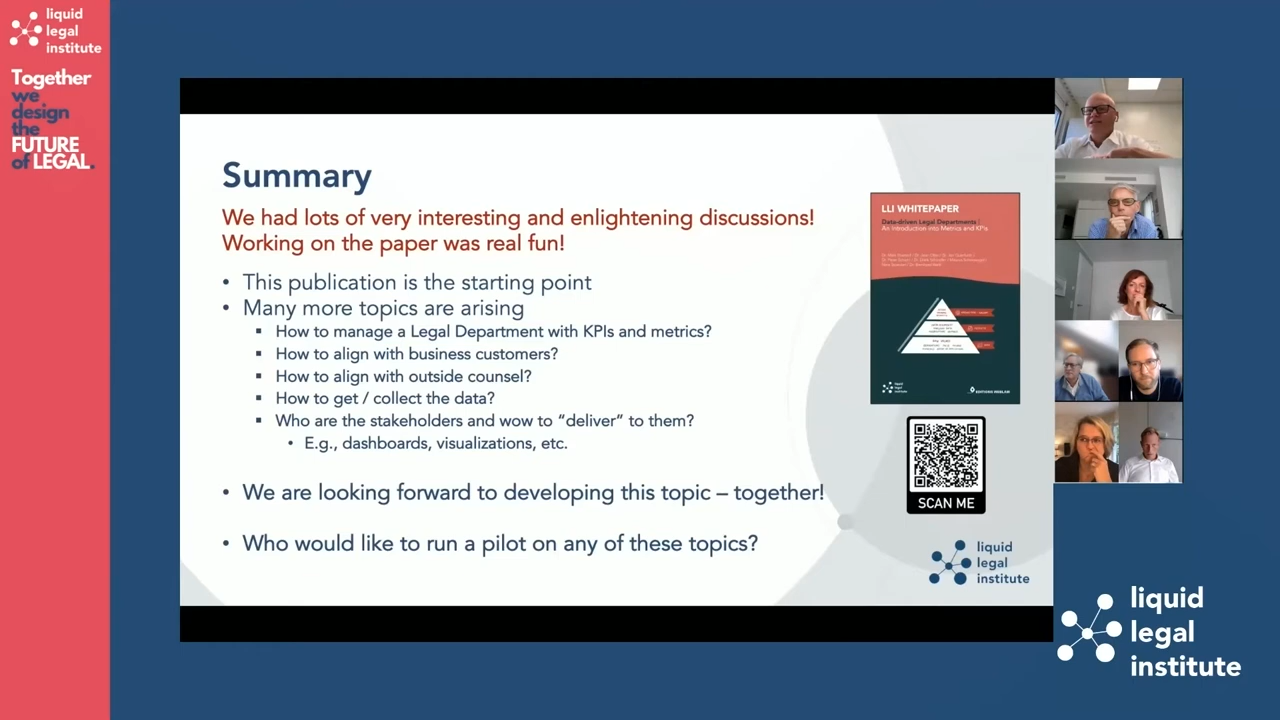 liquid
legal
institute
Together
we
design
the
FUTURE
of LEGAL.
Summary
We had lots of very interesting and enlightening discussions!
Working on the paper was real fun!
• This publication is the starting point
• Many more topics are arising
▪ How to manage a Legal Department with KPIs and metrics?
▪ How to align with business customers?
▪ How to align with outside counsel?
▪ How to get / collect the data?
▪ Who are the stakeholders and wow to “deliver” to them?
• E.g., dashboards, visualizations, etc.
• We are looking forward to developing this topic – together!
• Who would like to run a pilot on any of these topics?
LLI WHITEPAPER
Data-driven Legal Departments |
An Introduction into Metrics and KPIs
liquid
legal
institute
SCAN ME
liquid
legal
institute
liquid
legal
institute